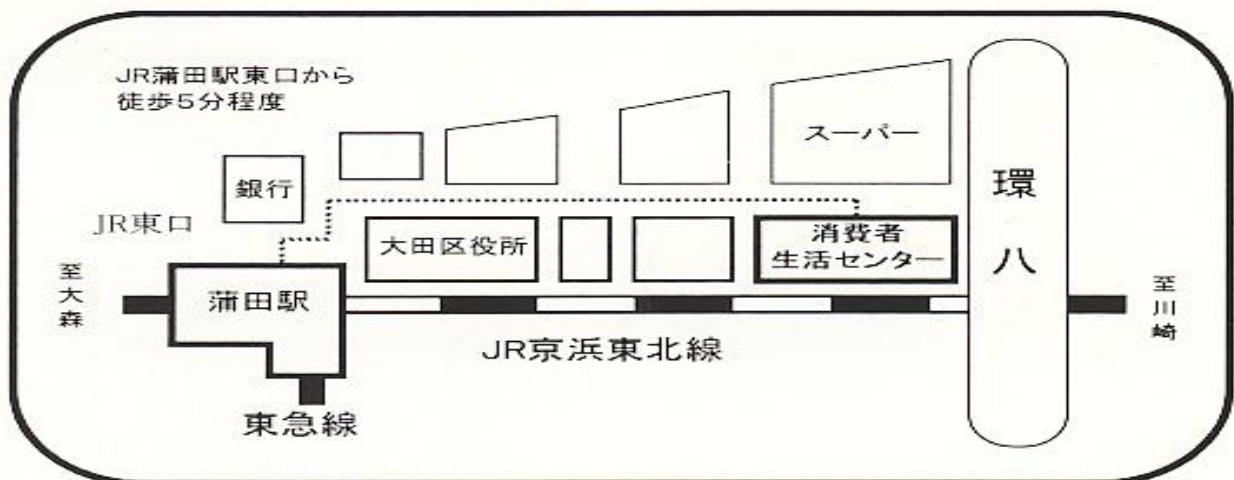 JR蒲田駅東口から
徒歩5分程度
スーパー
銀行
環八
JR東口
大田区役所
消費者
生活センター
至大森
蒲田駅
至川崎
JR京浜東北線
東急線